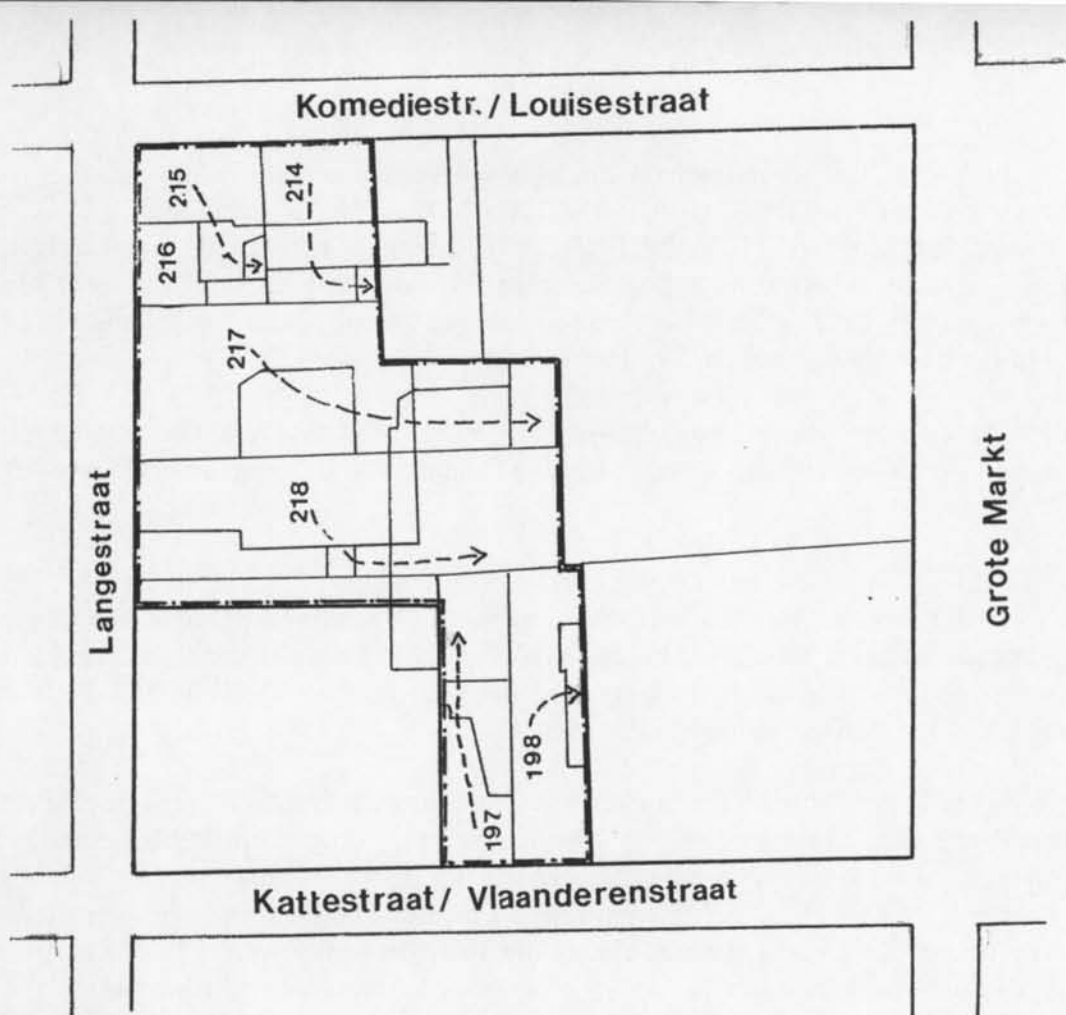 Komediestr. / Louisestraat
215
214
216
217
218
Langestraat
Grote Markt
198
197
Kattestraat / Vlaanderenstraat